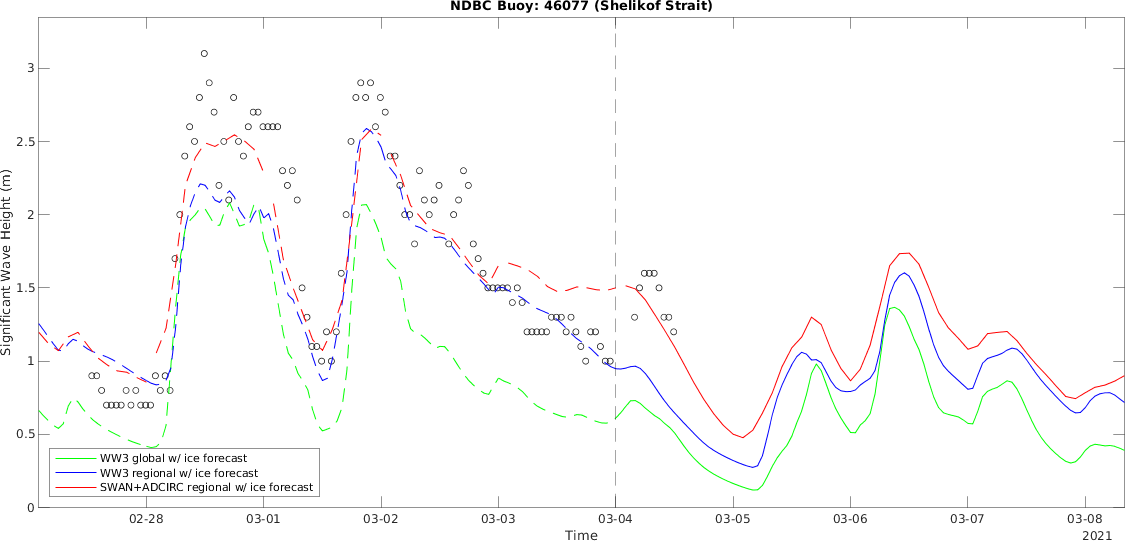 NDBC Buoy: 46077 (Shelikof Strait)
Significant Wave Height (m)
3
2.5
2
1.5
1
0.5
0
WW3 global w/ ice forecast
WW3 regional w/ ice forecast
SWAN+ADCIRC regional w/ ice forecast
02-28 03-01 03-02 03-03 03-04 03-05 03-06 03-07 03-08
Time
2021